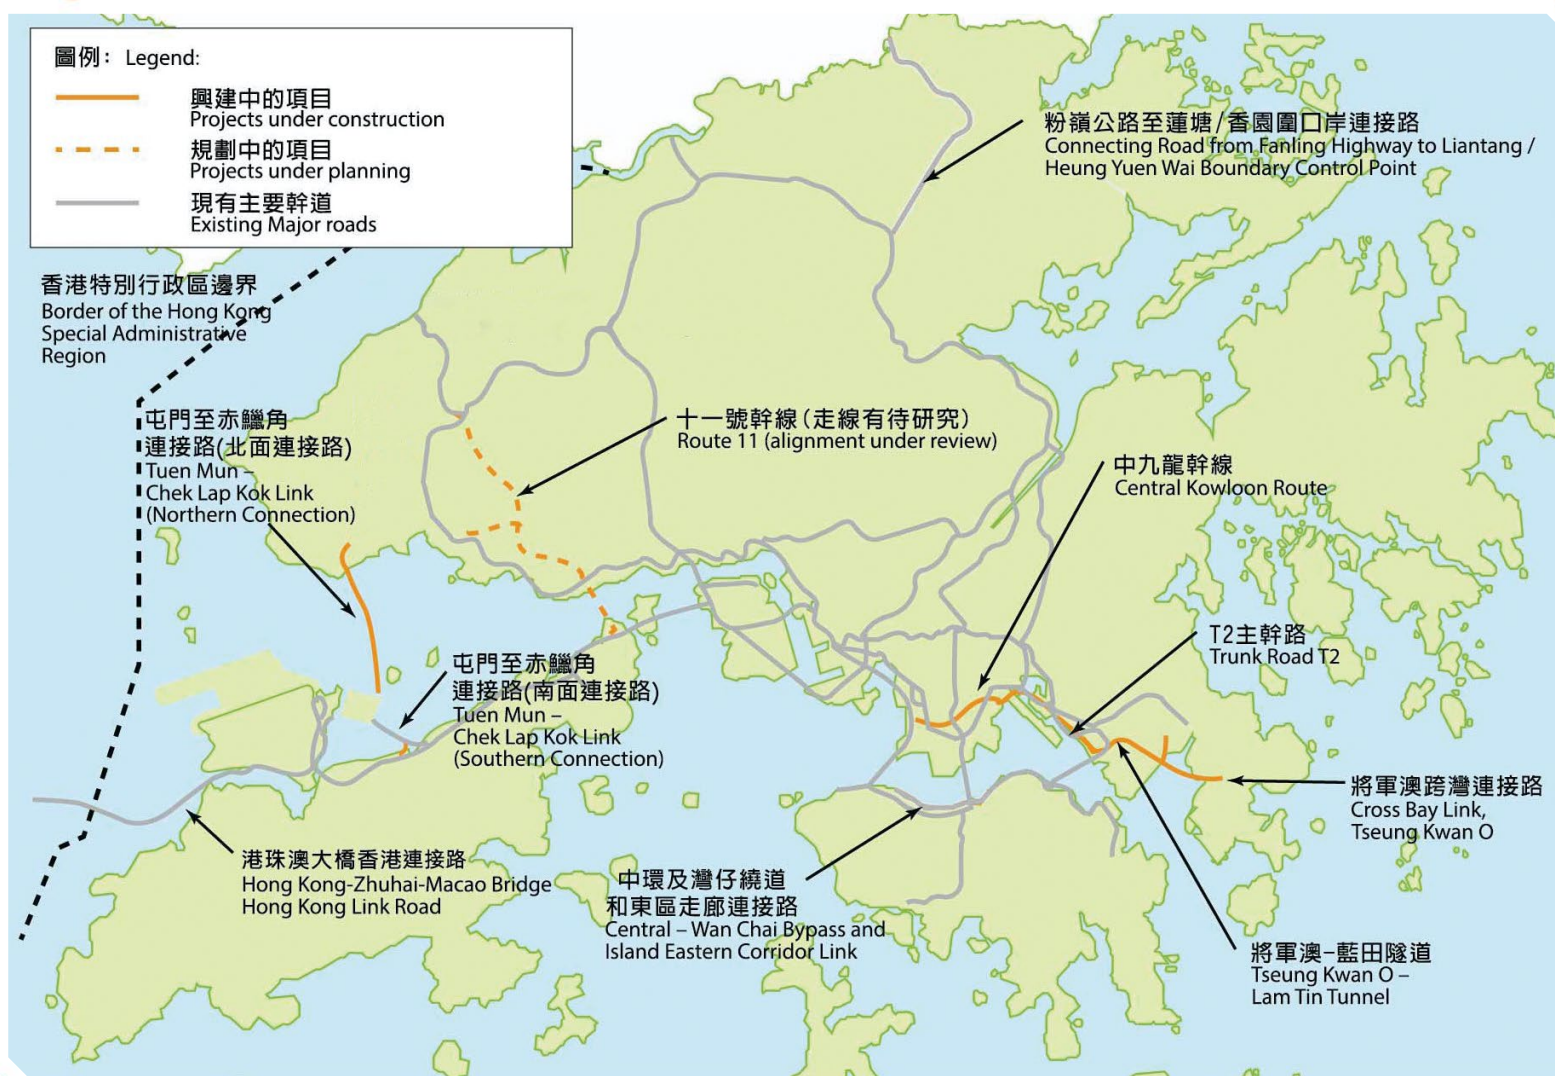 圖例： Legend:
興建中的項目
Projects under construction
規劃中的項目
Projects under planning
現有主要幹道
Existing Major roads
粉嶺公路至蓮塘/香園圍口岸連接路
Connecting Road from Fanling Highway to Liantang /
Heung Yuen Wai Boundary Control Point
香港特別行政區邊界
Border of the Hong Kong
Special Administrative
Region
屯門至赤鱲角
連接路(北面連接路)
Tuen Mun –
Chek Lap Kok Link
(Northern Connection)
十一號幹線(走線有待研究)
Route 11 (alignment under review)
中九龍幹線
Central Kowloon Route
T2主幹路
Trunk Road T2
屯門至赤鱲角
連接路(南面連接路)
Tuen Mun –
Chek Lap Kok Link
(Southern Connection)
將軍澳跨灣連接路
Cross Bay Link,
Tseung Kwan O
港珠澳大橋香港連接路
Hong Kong-Zhuhai-Macao Bridge
Hong Kong Link Road
中環及灣仔繞道
和東區走廊連接路
Central – Wan Chai Bypass and
Island Eastern Corridor Link
將軍澳-藍田隧道
Tseung Kwan O –
Lam Tin Tunnel